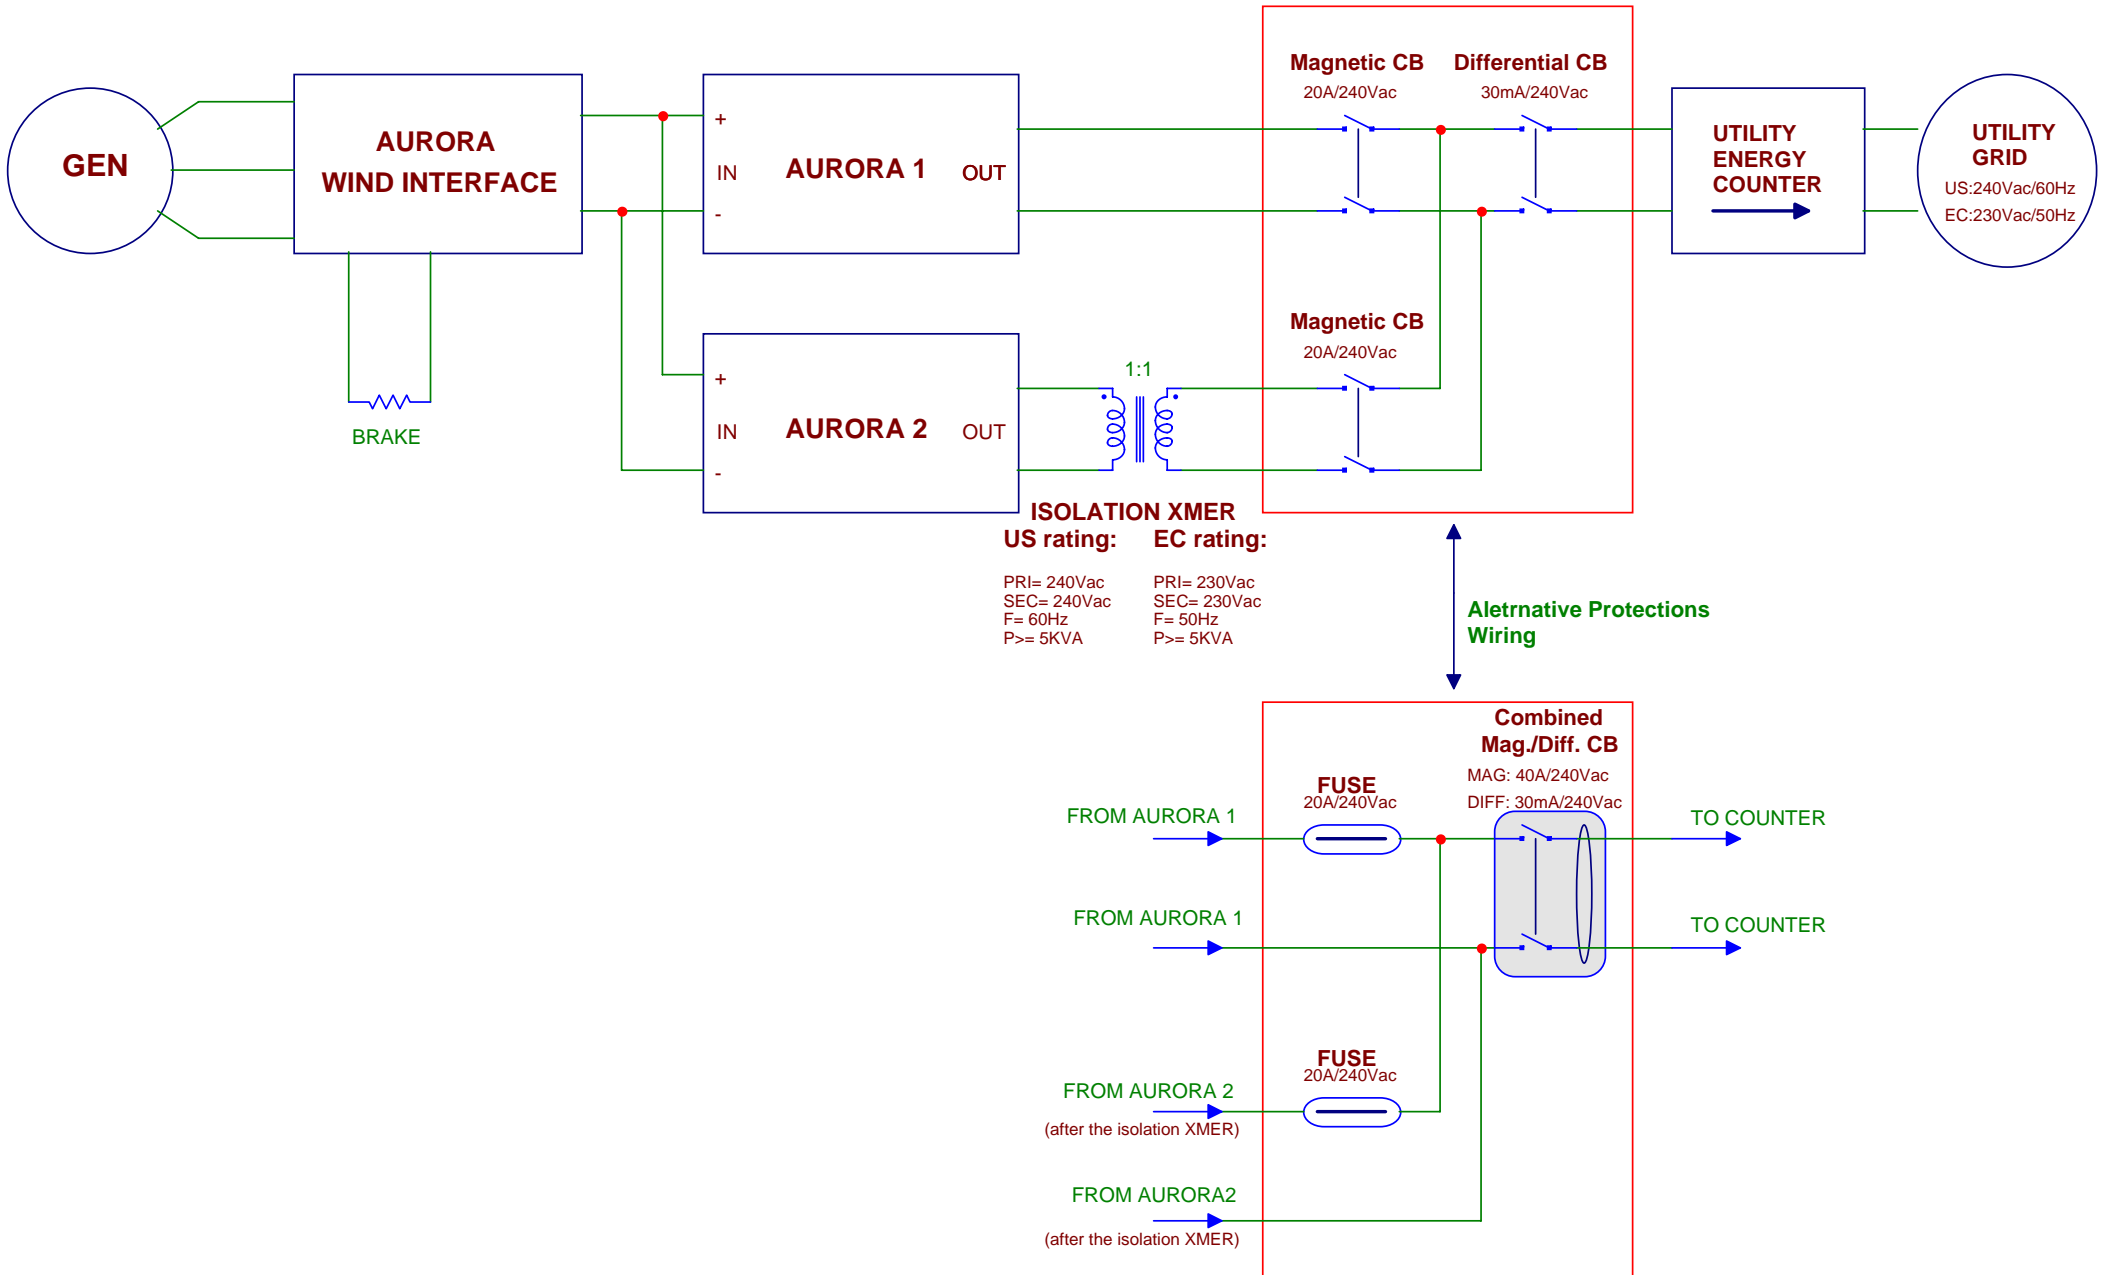 GEN
AURORA
WIND INTERFACE
BRAKE
+
IN
-
AURORA 1
OUT
+
IN
-
AURORA 2
OUT
1:1
ISOLATION XMER
US rating:
PRI= 240Vac
SEC= 240Vac
F= 60Hz
P>= 5KVA
EC rating:
PRI= 230Vac
SEC= 230Vac
F= 50Hz
P>= 5KVA
Magnetic CB
20A/240Vac
Differential CB
30mA/240Vac
Magnetic CB
20A/240Vac
UTILITY
ENERGY
COUNTER
UTILITY
GRID
US:240Vac/60Hz
EC:230Vac/50Hz
Aletrnative Protections
Wiring
Combined
Mag./Diff. CB
MAG: 40A/240Vac
DIFF: 30mA/240Vac
FUSE
20A/240Vac
FROM AURORA 1
TO COUNTER
FROM AURORA 1
TO COUNTER
FUSE
20A/240Vac
FROM AURORA 2
(after the isolation XMER)
FROM AURORA2
(after the isolation XMER)